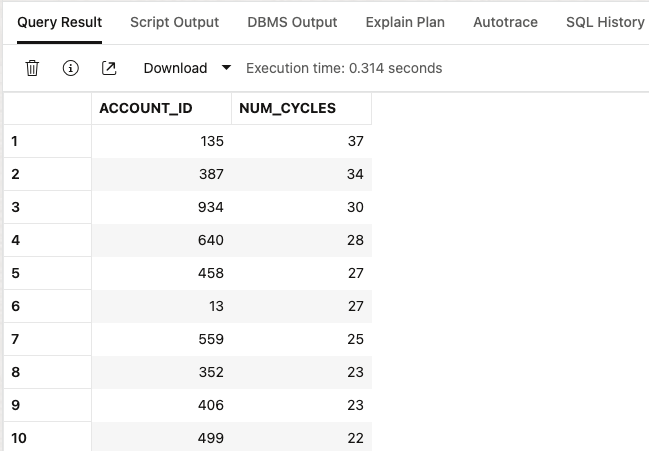 Query Result Script Output DBMS Output Explain Plan Autotrace SQL History
Download Execution time: 0.314 seconds
ACCOUNT_ID NUM_CYCLES
1 135 37
2 387 34
3 934 30
4 640 28
5 458 27
6 13 27
7 559 25
8 352 23
9 406 23
10 499 22